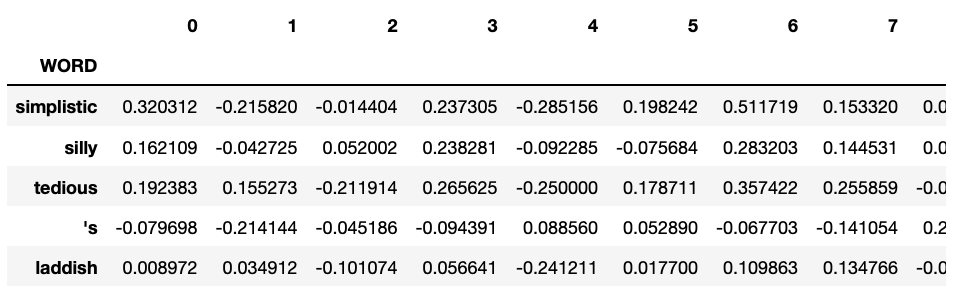 0 1 2 3 4 5 6 7
WORD
simplistic 0.320312 -0.215820 -0.014404 0.237305 -0.285156 0.198242 0.511719 0.153320 0.0
silly 0.162109 -0.042725 0.052002 0.238281 -0.092285 -0.075684 0.283203 0.144531 0.0
tedious 0.192383 0.155273 -0.211914 0.265625 -0.250000 0.178711 0.357422 0.255859 -0.0
's -0.079698 -0.214144 -0.045186 -0.094391 0.088560 0.052890 -0.067703 -0.141054 0.2
laddish 0.008972 0.034912 -0.101074 0.056641 -0.241211 0.017700 0.109863 0.134766 -0.0